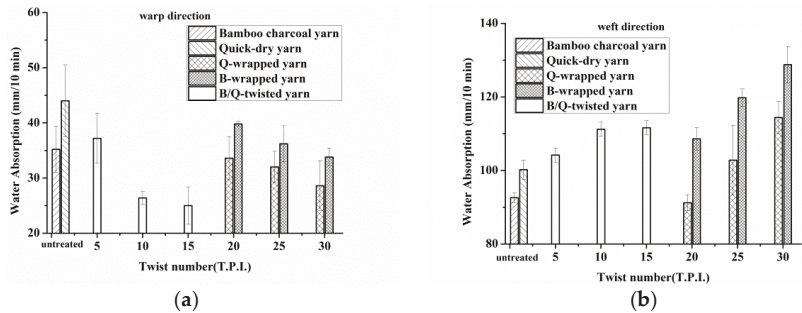 warp direction
Bamboo charcoal yarn
Quick-dry yarn
Q-wrapped yarn
B-wrapped yarn
B/Q-twisted yarn
Water Absorption (mm/10 min)
60
50
40
30
20
untreated 5 10 15 20 25 30
Twist number(T.P.I.)
(a)
weft direction
Bamboo charcoal yarn
Quick-dry yarn
Q-wrapped yarn
B-wrapped yarn
B/Q-twisted yarn
Water Absorption (mm/10 min)
140
120
100
80
untreated 5 10 15 20 25 30
Twist number(T.P.I.)
(b)